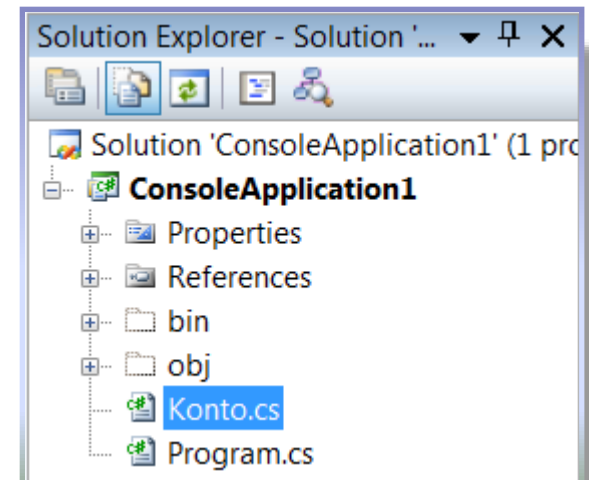 Solution Explorer - Solution '...
Solution 'ConsoleApplication1' (1 pro
ConsoleApplication1
Properties
References
bin
obj
Konto.cs
Program.cs